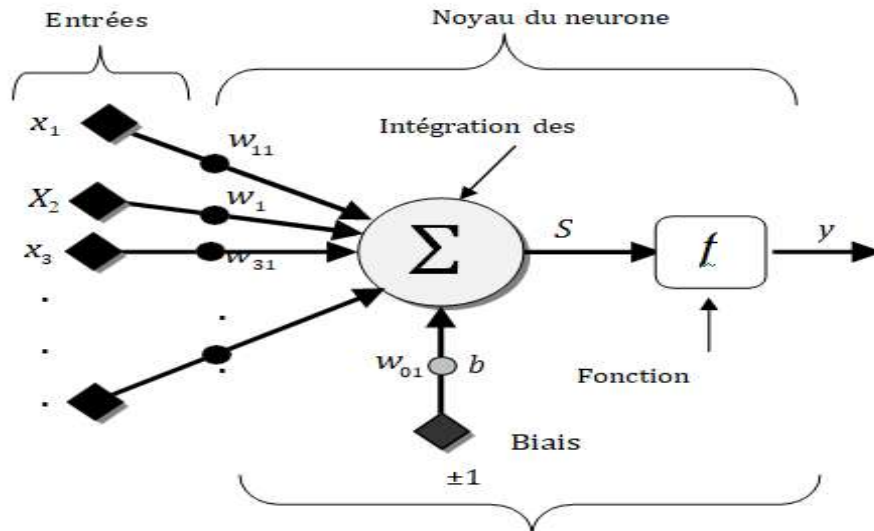 Entrées
Noyau du neurone
x₁
w₁₁
Intégration des
X₂
w₁
x₃
w₃₁
Σ
S
f
y
.
.
.
.
.
w₀₁
b
Fonction
Biais
±1